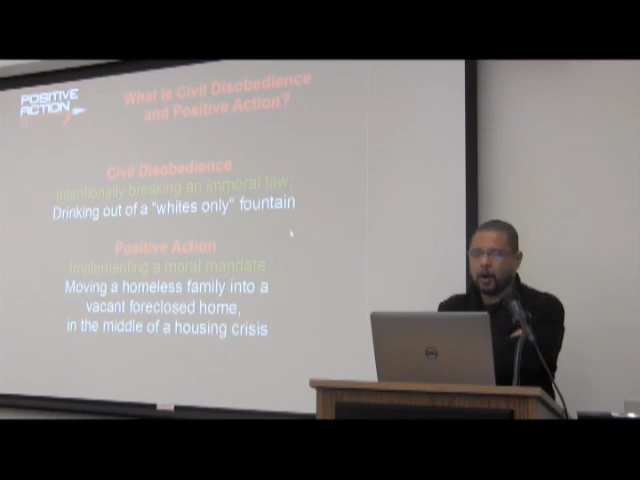 POSITIVE
ACTION
What is Civil Disobedience
and Positive Action?
Civil Disobedience
Intentionally breaking an immoral law;
Drinking out of a "whites only" fountain
Positive Action
Implementing a moral mandate
Moving a homeless family into a
vacant foreclosed home,
in the middle of a housing crisis
DELL